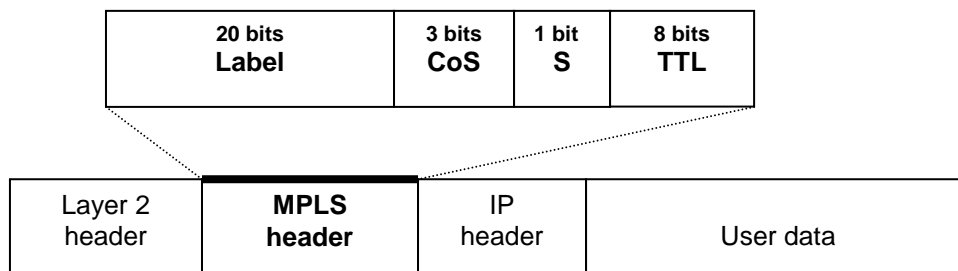 20 bits
Label
3 bits
CoS
1 bit
S
8 bits
TTL
Layer 2
header
MPLS
header
IP
header
User data